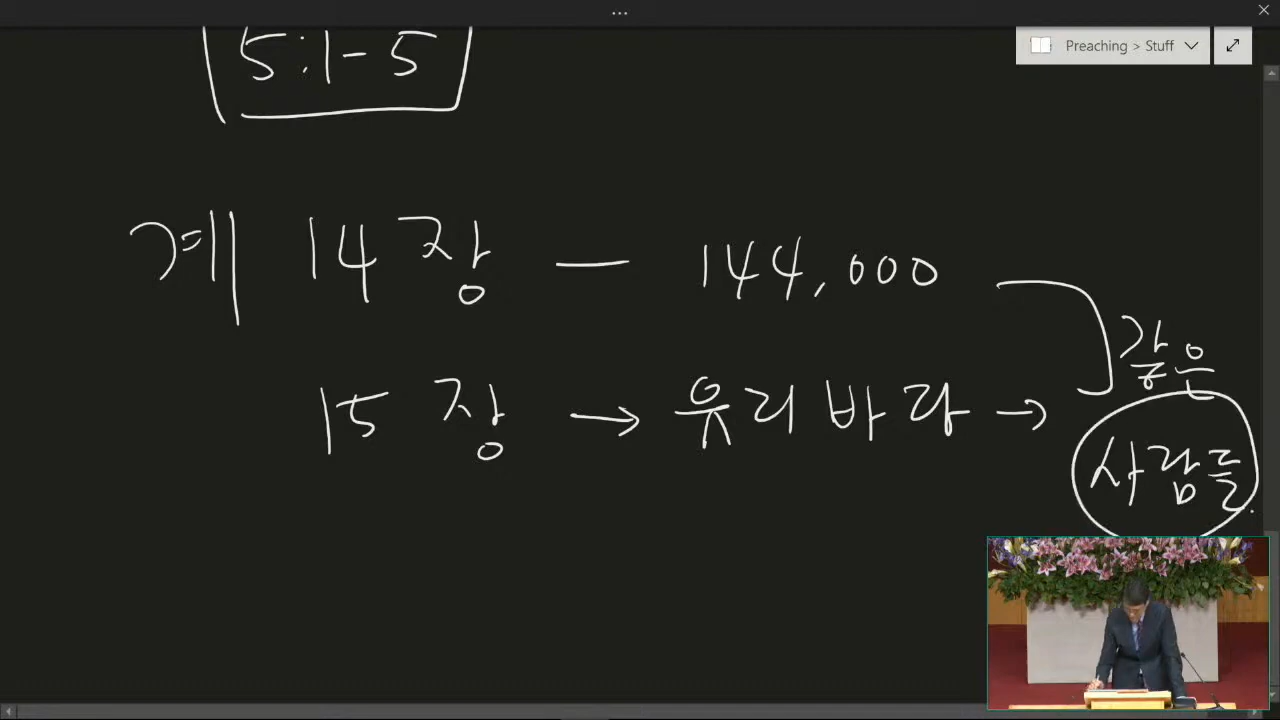 Preaching > Stuff
5:1-5
계 14장 — 144,000
같은
15장 → 유리바다 →
사람들